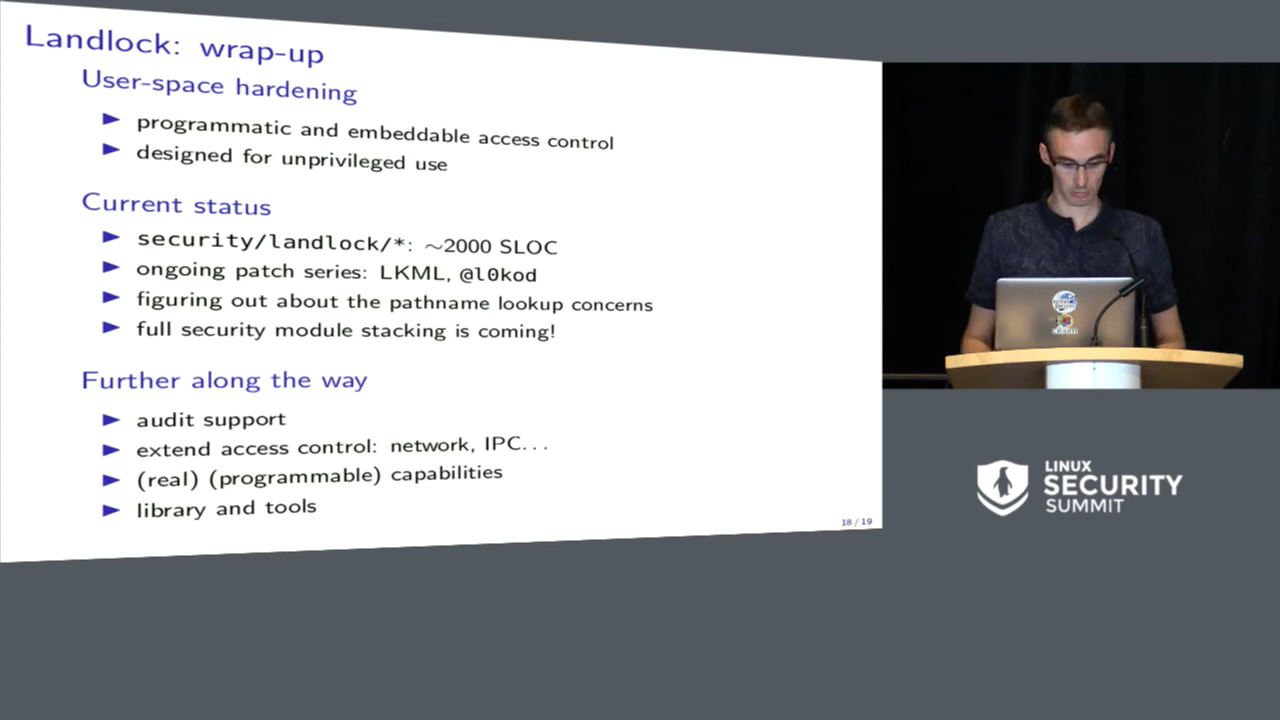 Landlock: wrap-up
User-space hardening
programmatic and embeddable access control
designed for unprivileged use
Current status
security/landlock/*: ~2000 SLOC
ongoing patch series: LKML, @l0kod
figuring out about the pathname lookup concerns
full security module stacking is coming!
Further along the way
audit support
extend access control: network, IPC...
(real) (programmable) capabilities
library and tools
18 / 19
LINUX
SECURITY
SUMMIT